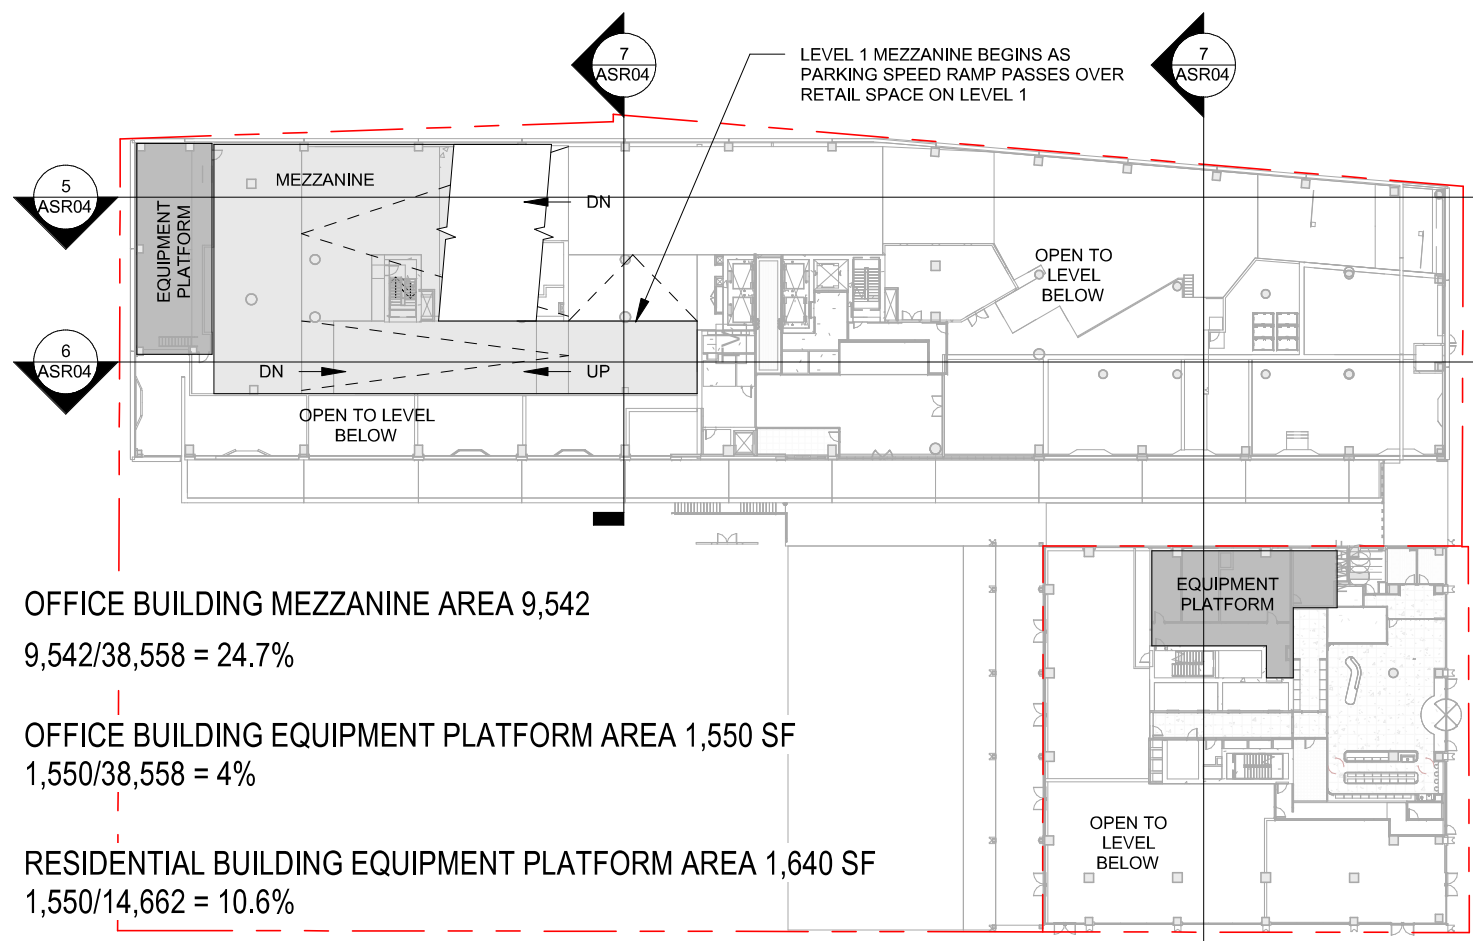 7
ASR04
7
ASR04
LEVEL 1 MEZZANINE BEGINS AS
PARKING SPEED RAMP PASSES OVER
RETAIL SPACE ON LEVEL 1
5
ASR04
MEZZANINE
DN
EQUIPMENT
PLATFORM
OPEN TO
LEVEL
BELOW
6
ASR04
DN
UP
OPEN TO LEVEL
BELOW
EQUIPMENT
PLATFORM
OFFICE BUILDING MEZZANINE AREA 9,542
9,542/38,558 = 24.7%
OFFICE BUILDING EQUIPMENT PLATFORM AREA 1,550 SF
1,550/38,558 = 4%
OPEN TO
LEVEL
BELOW
RESIDENTIAL BUILDING EQUIPMENT PLATFORM AREA 1,640 SF
1,550/14,662 = 10.6%